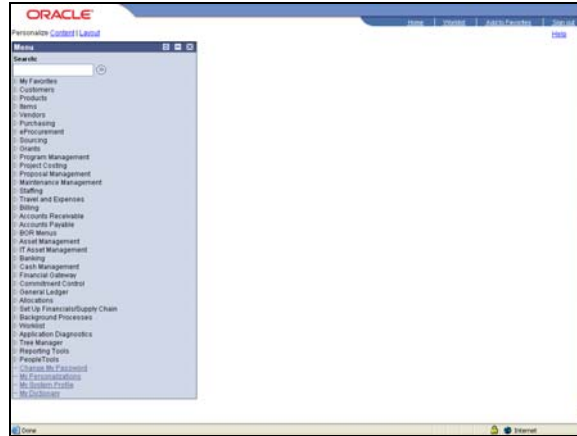 ORACLE
Home | Worklist | Add to Favorites | Sign out
Personalize Content | Layout
Help
Menu
Search:
My Favorites
Customers
Products
Items
Vendors
Purchasing
eProcurement
Sourcing
Grants
Program Management
Project Costing
Proposal Management
Maintenance Management
Staffing
Travel and Expenses
Billing
Accounts Receivable
Accounts Payable
BOR Menus
Asset Management
IT Asset Management
Banking
Cash Management
Financial Gateway
Commitment Control
General Ledger
Allocations
Set Up Financials/Supply Chain
Background Processes
Worklist
Application Diagnostics
Tree Manager
Reporting Tools
PeopleTools
Change My Password
My Personalizations
My System Profile
My Dictionary
Done
Internet